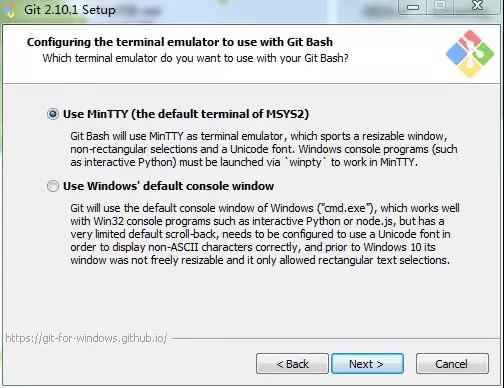 Git 2.10.1 Setup
Configuring the terminal emulator to use with Git Bash
Which terminal emulator do you want to use with your Git Bash?
Use MinTTY (the default terminal of MSYS2)
Git Bash will use MinTTY as terminal emulator, which sports a resizable window,
non-rectangular selections and a Unicode font. Windows console programs (such
as interactive Python) must be launched via `winpty` to work in MinTTY.
Use Windows' default console window
Git will use the default console window of Windows ("cmd.exe"), which works well
with Win32 console programs such as interactive Python or node.js, but has a
very limited default scroll-back, needs to be configured to use a Unicode font in
order to display non-ASCII characters correctly, and prior to Windows 10 its
window was not freely resizable and it only allowed rectangular text selections.
https://git-for-windows.github.io/
< Back
Next >
Cancel